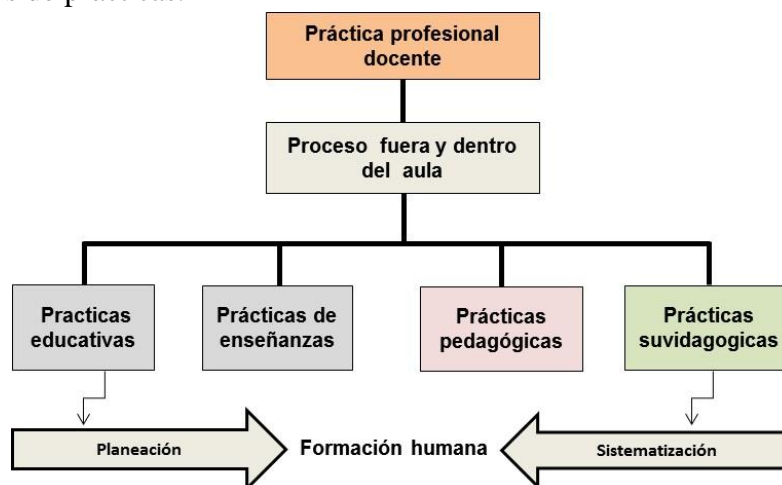 de prácticas.
Práctica profesional
docente
Proceso fuera y dentro
del aula
Practicas
educativas
Prácticas de
enseñanzas
Prácticas
pedagógicas
Prácticas
suvidagogicas
Planeación
Formación humana
Sistematización